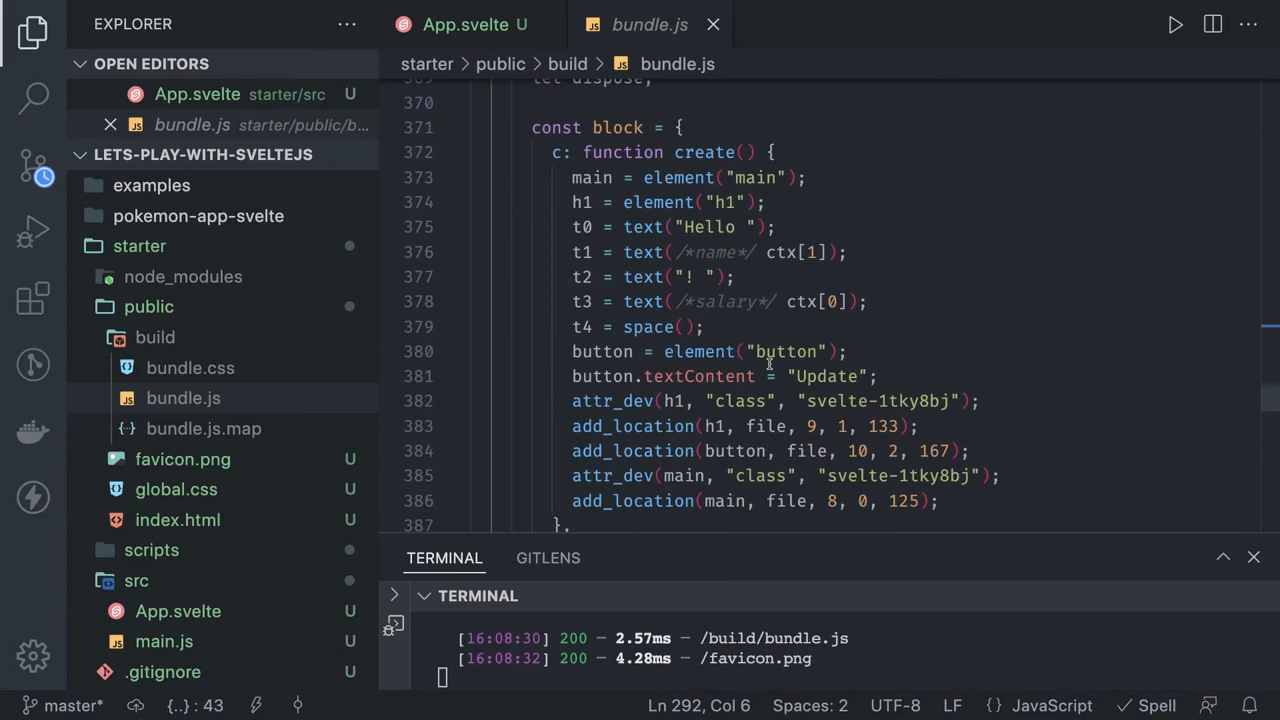 EXPLORER
OPEN EDITORS
App.svelte starter/src U
bundle.js starter/public/b...
LETS-PLAY-WITH-SVELTEJS
examples
pokemon-app-svelte
starter
node_modules
public
build
bundle.css
bundle.js
bundle.js.map
favicon.png U
global.css U
index.html U
scripts
src
App.svelte U
main.js U
.gitignore U
App.svelte U
bundle.js
starter > public > build > bundle.js
369 let dispose;
370
371 const block = {
372 c: function create() {
373 main = element("main");
374 h1 = element("h1");
375 t0 = text("Hello ");
376 t1 = text(/*name*/ ctx[1]);
377 t2 = text("! ");
378 t3 = text(/*salary*/ ctx[0]);
379 t4 = space();
380 button = element("button");
381 button.textContent = "Update";
382 attr_dev(h1, "class", "svelte-1tky8bj");
383 add_location(h1, file, 9, 1, 133);
384 add_location(button, file, 10, 2, 167);
385 attr_dev(main, "class", "svelte-1tky8bj");
386 add_location(main, file, 8, 0, 125);
387 },
TERMINAL GITLENS
TERMINAL
[16:08:30] 200 — 2.57ms — /build/bundle.js
[16:08:32] 200 — 4.28ms — /favicon.png
master* {..} : 43 Ln 292, Col 6 Spaces: 2 UTF-8 LF {} JavaScript Spell